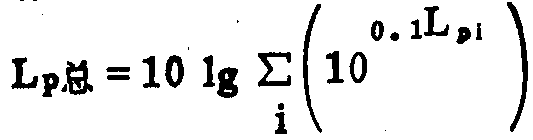 Lp总 = 10 lg ∑i (10^0.1Lpi)